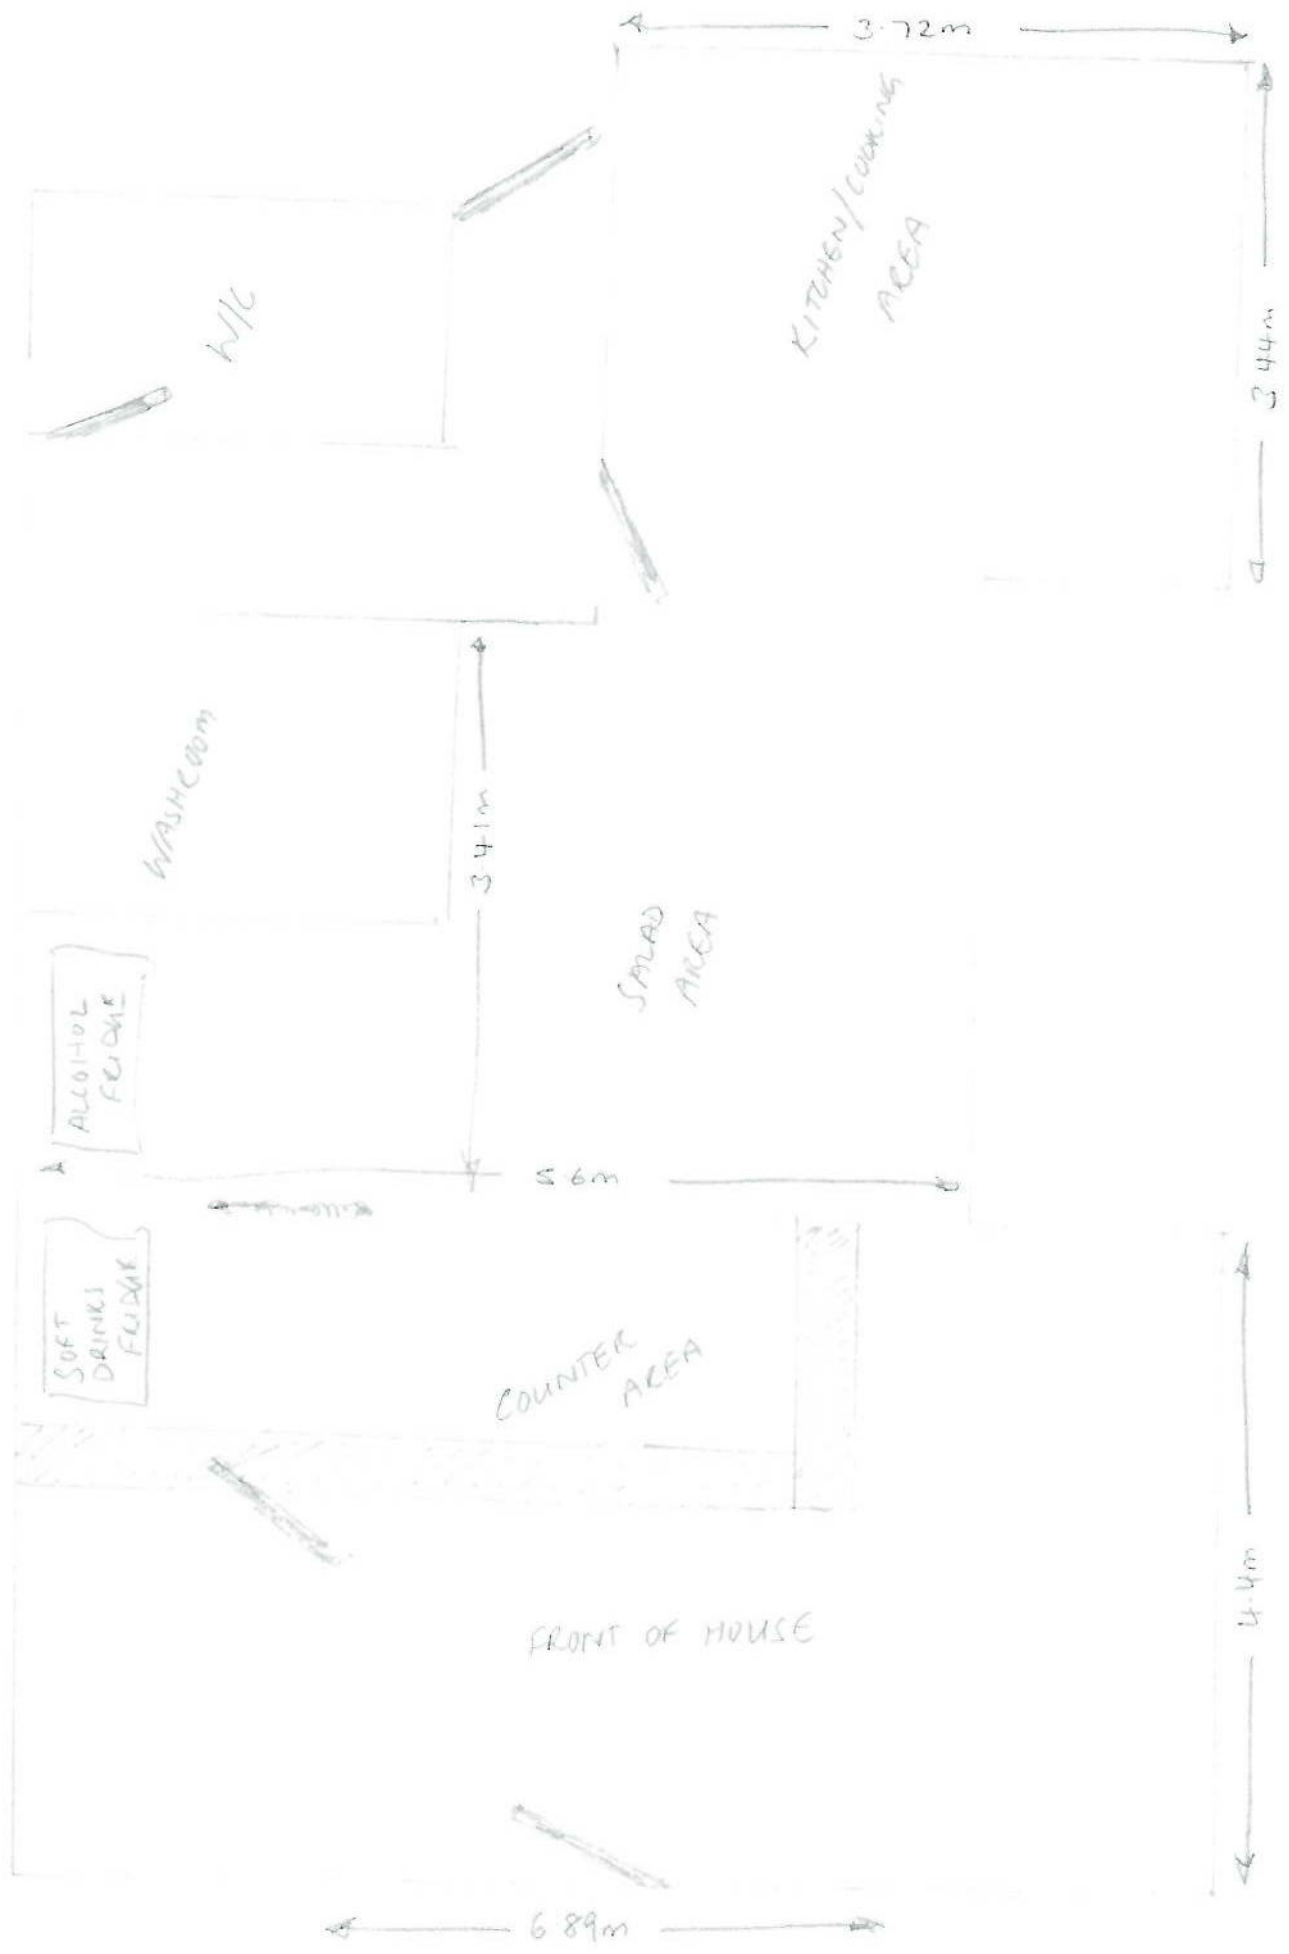 3.72m
KITCHEN/COOKING
AREA
3.44m
W/C
WASHROOM
3.41m
SALAD
AREA
ALCOHOL
FRIDGE
5.6m
SOFT
DRINKS
FRIDGE
COUNTER
AREA
4.4m
FRONT OF HOUSE
6.89m